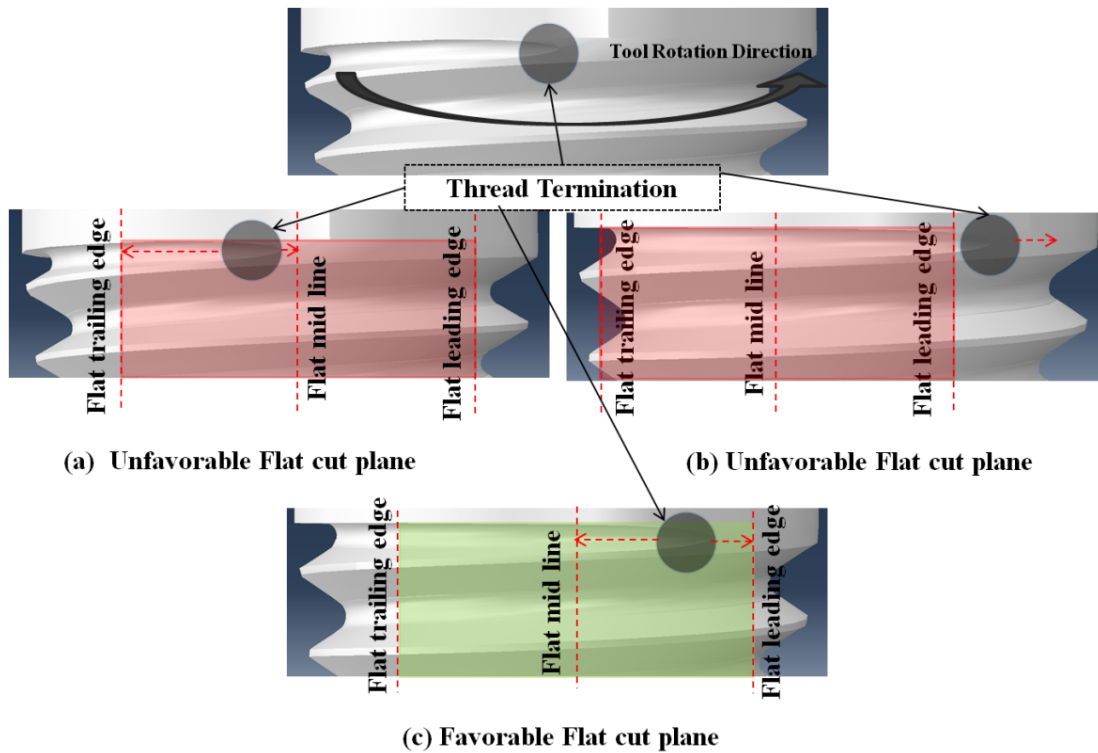 Tool Rotation Direction
Thread Termination
Flat trailing edge
Flat mid line
Flat leading edge
Flat trailing edge
Flat mid line
Flat leading edge
(a) Unfavorable Flat cut plane
(b) Unfavorable Flat cut plane
Flat trailing edge
Flat mid line
Flat leading edge
(c) Favorable Flat cut plane